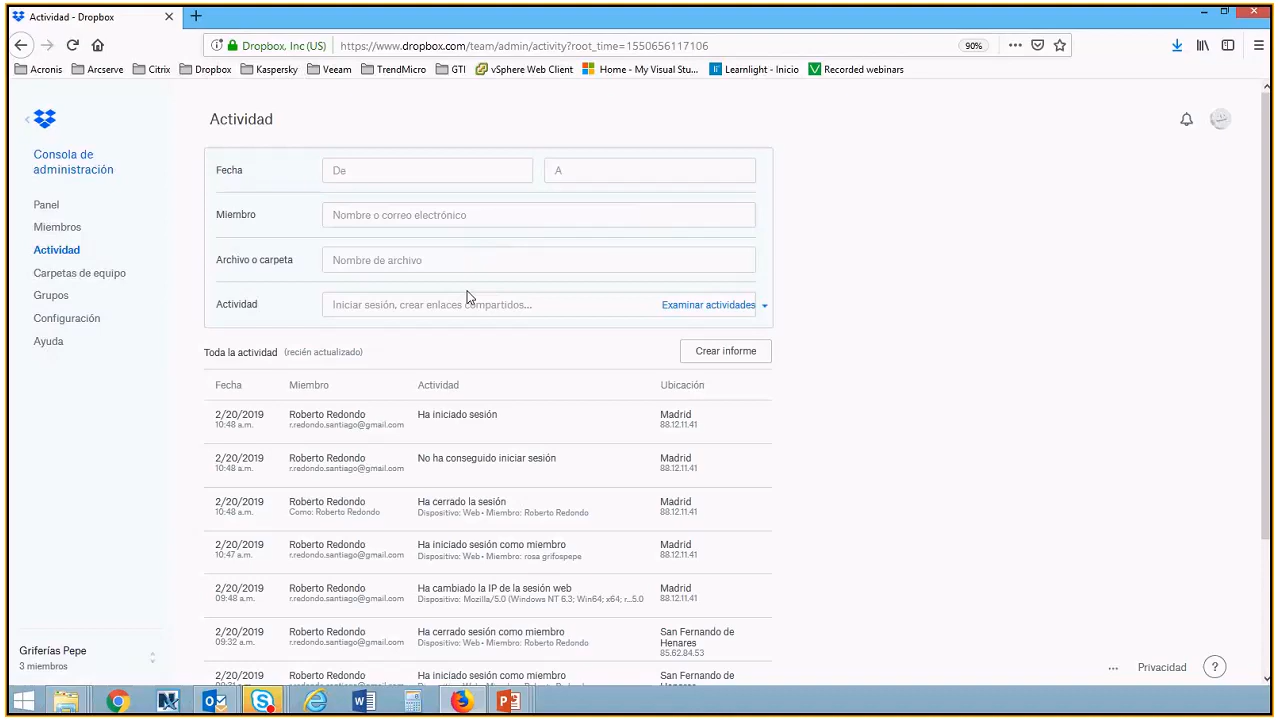 Actividad - Dropbox
Dropbox, Inc (US)
https://www.dropbox.com/team/admin/activity?root_time=1550656117106
90%
Acronis
Arcserve
Citrix
Dropbox
Kaspersky
Veeam
TrendMicro
GTI
vSphere Web Client
Home - My Visual Stu...
Learnlight - Inicio
Recorded webinars
Actividad
Consola de
administración
Panel
Miembros
Actividad
Carpetas de equipo
Grupos
Configuración
Ayuda
Fecha
De
A
Miembro
Nombre o correo electrónico
Archivo o carpeta
Nombre de archivo
Actividad
Iniciar sesión, crear enlaces compartidos...
Examinar actividades
Toda la actividad (recién actualizado)
Crear informe
Fecha Miembro Actividad Ubicación
2/20/2019 Roberto Redondo Ha iniciado sesión Madrid
10:48 a.m. r.redondo.santiago@gmail.com 88.12.11.41
2/20/2019 Roberto Redondo No ha conseguido iniciar sesión Madrid
10:48 a.m. r.redondo.santiago@gmail.com 88.12.11.41
2/20/2019 Roberto Redondo Ha cerrado la sesión Madrid
10:48 a.m. Como: Roberto Redondo Dispositivo: Web • Miembro: Roberto Redondo 88.12.11.41
2/20/2019 Roberto Redondo Ha iniciado sesión como miembro Madrid
10:47 a.m. r.redondo.santiago@gmail.com Dispositivo: Web • Miembro: rosa grifospepe 88.12.11.41
2/20/2019 Roberto Redondo Ha cambiado la IP de la sesión web Madrid
09:48 a.m. r.redondo.santiago@gmail.com Dispositivo: Mozilla/5.0 (Windows NT 6.3; Win64; x64; r...5.0 88.12.11.41
2/20/2019 Roberto Redondo Ha cerrado sesión como miembro San Fernando de
Henares
09:32 a.m. r.redondo.santiago@gmail.com Dispositivo: Web • Miembro: Roberto Redondo
85.62.84.53
2/20/2019 Roberto Redondo Ha iniciado sesión como miembro San Fernando de
Griferías Pepe
3 miembros
Privacidad
?